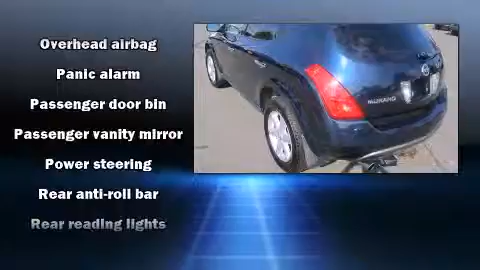 Overhead airbag
Panic alarm
Passenger door bin
Passenger vanity mirror
Power steering
Rear anti-roll bar
Rear reading lights
MURANO